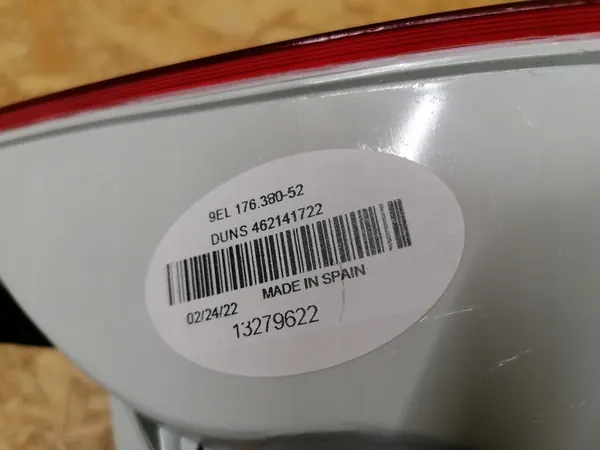 9EL 176.380-52
DUNS 462141722
MADE IN SPAIN
02/24/22
13279622